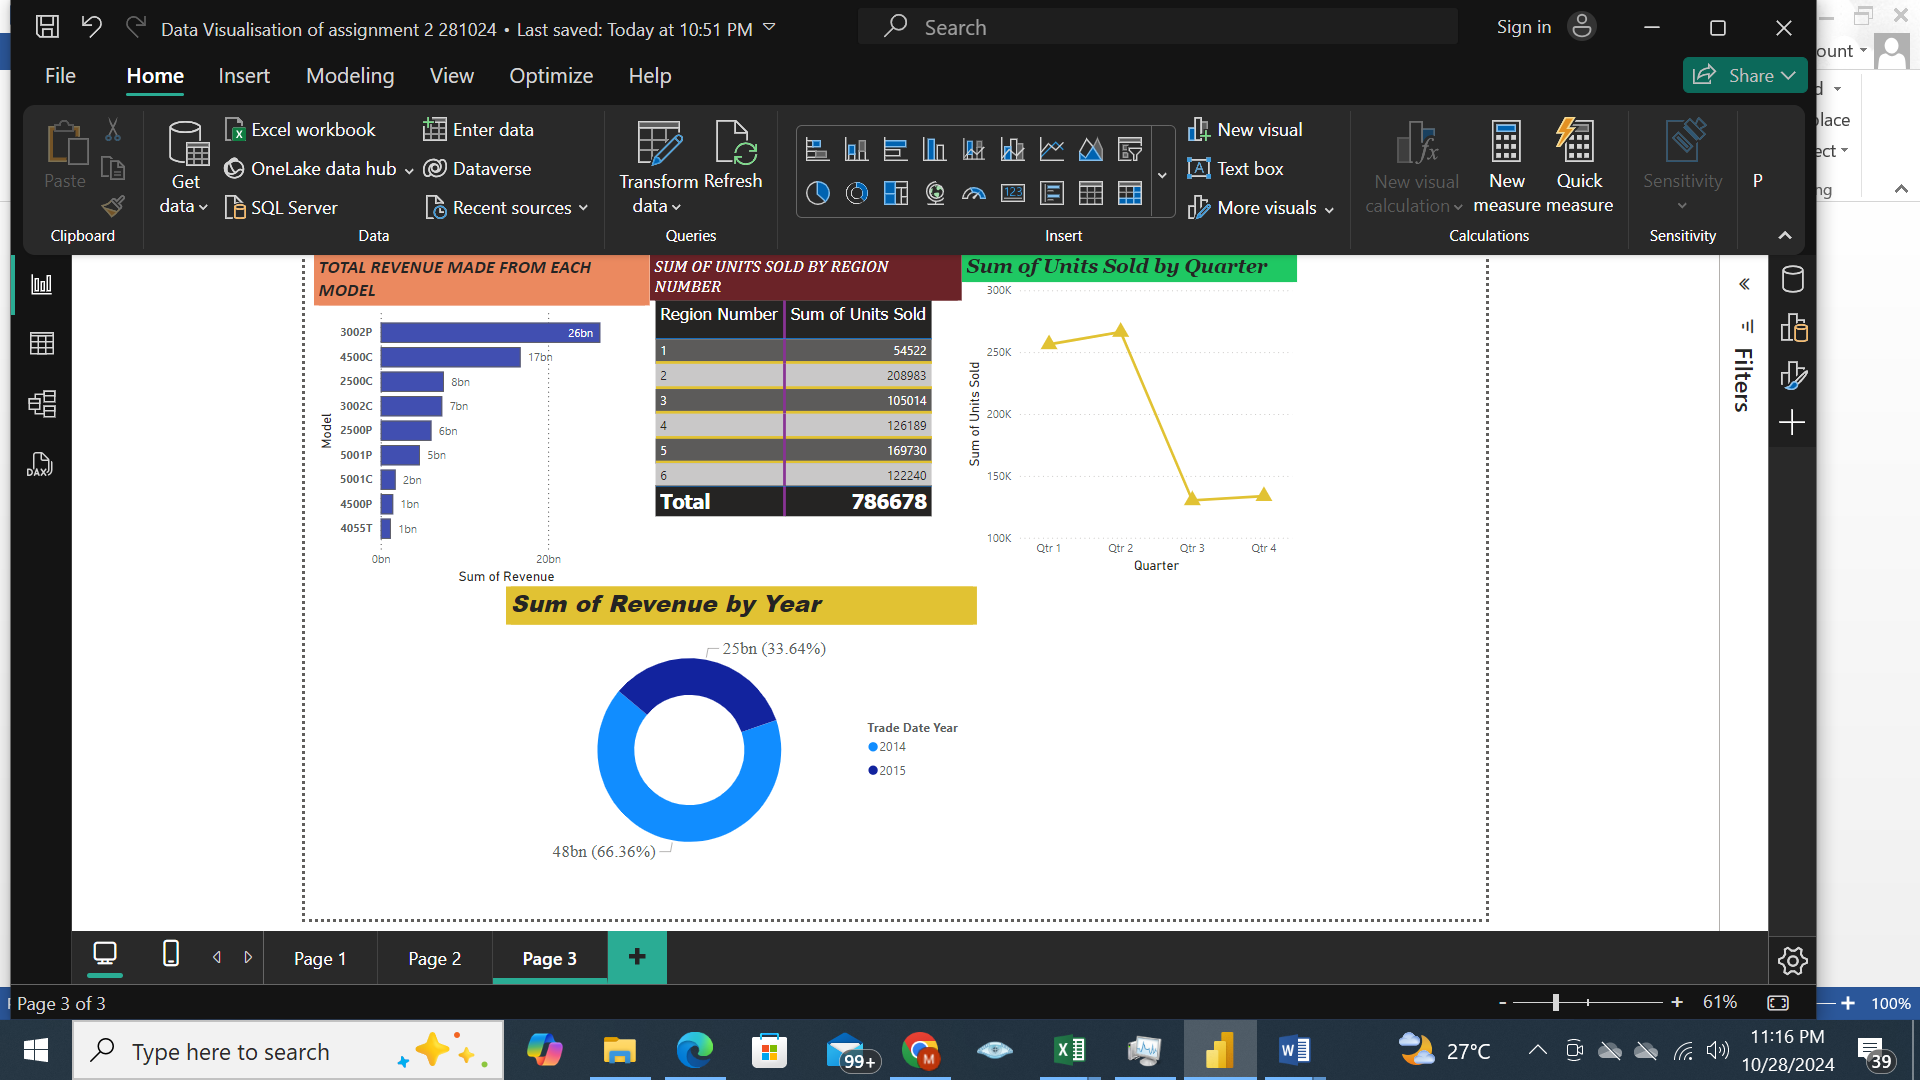 Data Visualisation of assignment 2 281024 • Last saved: Today at 10:51 PM
Search
Sign in
File
Home
Insert
Modeling
View
Optimize
Help
Share
Paste
Clipboard
Get data
Excel workbook
OneLake data hub
SQL Server
Enter data
Dataverse
Recent sources
Data
Transform data
Refresh
Queries
123
New visual
A Text box
More visuals
Insert
New visual calculation
New measure
Quick measure
Calculations
Sensitivity
Sensitivity
P
ount
d
lace
ect
ng
DAX
TOTAL REVENUE MADE FROM EACH
MODEL
3002P 26bn
4500C 17bn
2500C 8bn
3002C 7bn
2500P 6bn
5001P 5bn
5001C 2bn
4500P 1bn
4055T 1bn
Model
0bn 20bn
Sum of Revenue
SUM OF UNITS SOLD BY REGION
NUMBER
Region Number Sum of Units Sold
1 54522
2 208983
3 105014
4 126189
5 169730
6 122240
Total 786678
Sum of Units Sold by Quarter
300K
250K
200K
150K
100K
Sum of Units Sold
Qtr 1 Qtr 2 Qtr 3 Qtr 4
Quarter
Sum of Revenue by Year
25bn (33.64%)
48bn (66.36%)
Trade Date Year
2014
2015
Filters
Page 1
Page 2
Page 3
Page 3 of 3
- + 61%
+ 100%
Type here to search
99+
M
27°C
11:16 PM
10/28/2024
39